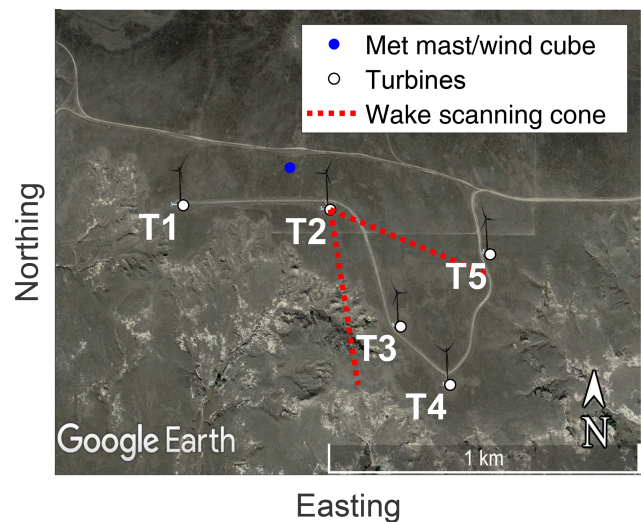 Met mast/wind cube
Turbines
Wake scanning cone
Northing
T1
T2
T5
T3
T4
Google Earth
1 km
N
Easting